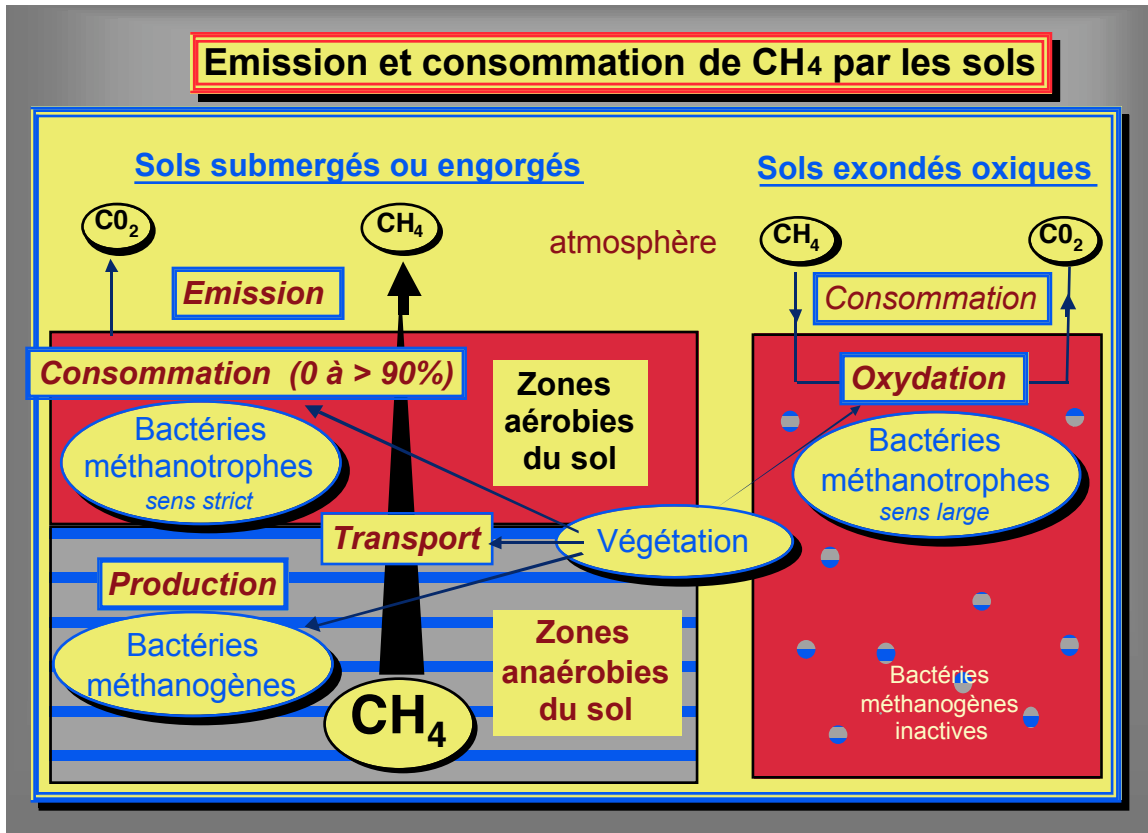 Emission et consommation de CH₄ par les sols
Sols submergés ou engorgés
Sols exondés oxiques
C0₂
CH₄
atmosphère
CH₄
C0₂
Emission
Consommation
Consommation (0 à > 90%)
Zones
aérobies
du sol
Oxydation
Bactéries
méthanotrophes
sens strict
Bactéries
méthanotrophes
sens large
Transport
Végétation
Production
Bactéries
méthanogènes
Zones
anaérobies
du sol
CH₄
Bactéries
méthanogènes
inactives